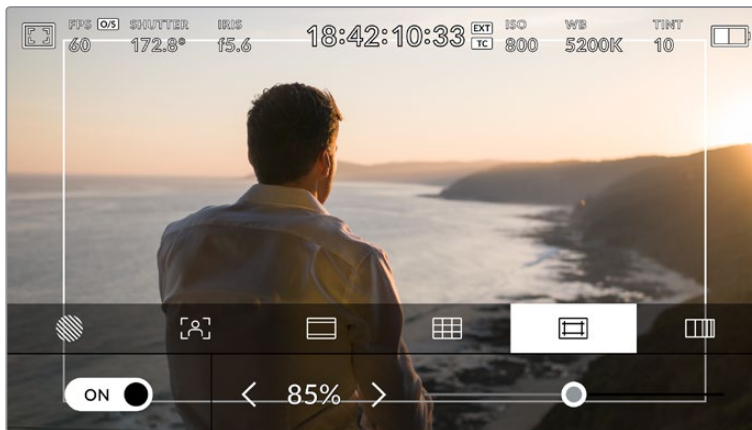 FPS O/S SHUTTER IRIS 18:42:10:33 EXT TC ISO WB TINT
60 172.8° f5.6 800 5200K 10
ON 85%